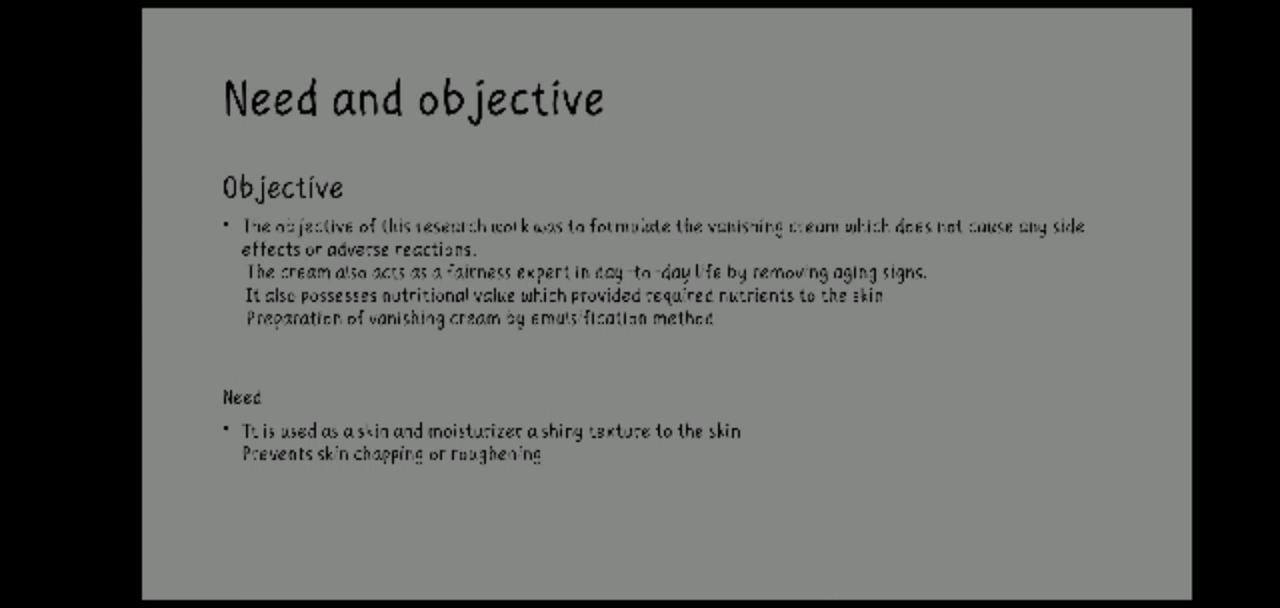 Need and objective
Objective
• The objective of this research work was to formulate the vanishing cream which does not cause any side
effects or adverse reactions.
The cream also acts as a fairness expert in day-to-day life by removing aging signs.
It also possesses nutritional value which provided required nutrients to the skin
Preparation of vanishing cream by emulsification method
Need
• It is used as a skin and moisturizer a shing texture to the skin
Prevents skin chapping or roughening